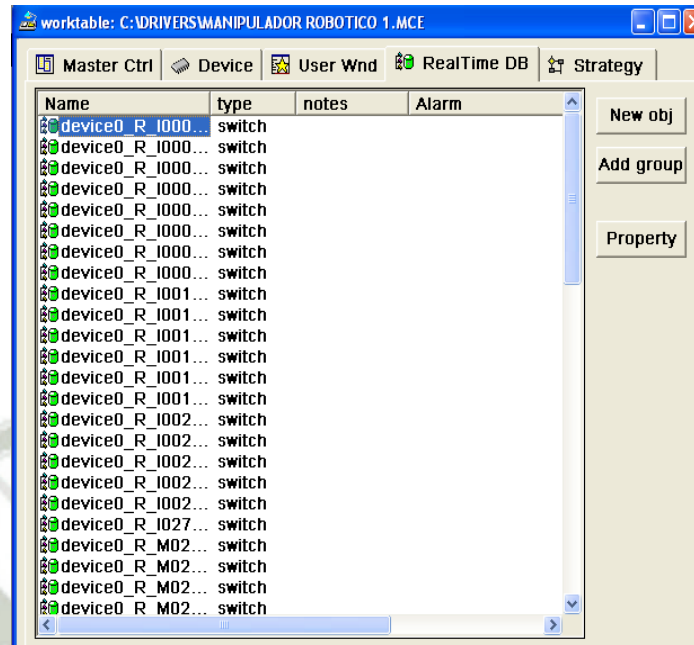 worktable: C:\DRIVERS\MANIPULADOR ROBOTICO 1.MCE
Master Ctrl Device User Wnd RealTime DB Strategy
Name type notes Alarm
device0_R_I000... switch
device0_R_I000... switch
device0_R_I000... switch
device0_R_I000... switch
device0_R_I000... switch
device0_R_I000... switch
device0_R_I000... switch
device0_R_I000... switch
device0_R_I001... switch
device0_R_I001... switch
device0_R_I001... switch
device0_R_I001... switch
device0_R_I001... switch
device0_R_I001... switch
device0_R_I002... switch
device0_R_I002... switch
device0_R_I002... switch
device0_R_I002... switch
device0_R_I002... switch
device0_R_I027... switch
device0_R_M02... switch
device0_R_M02... switch
device0_R_M02... switch
device0_R_M02... switch
New obj
Add group
Property